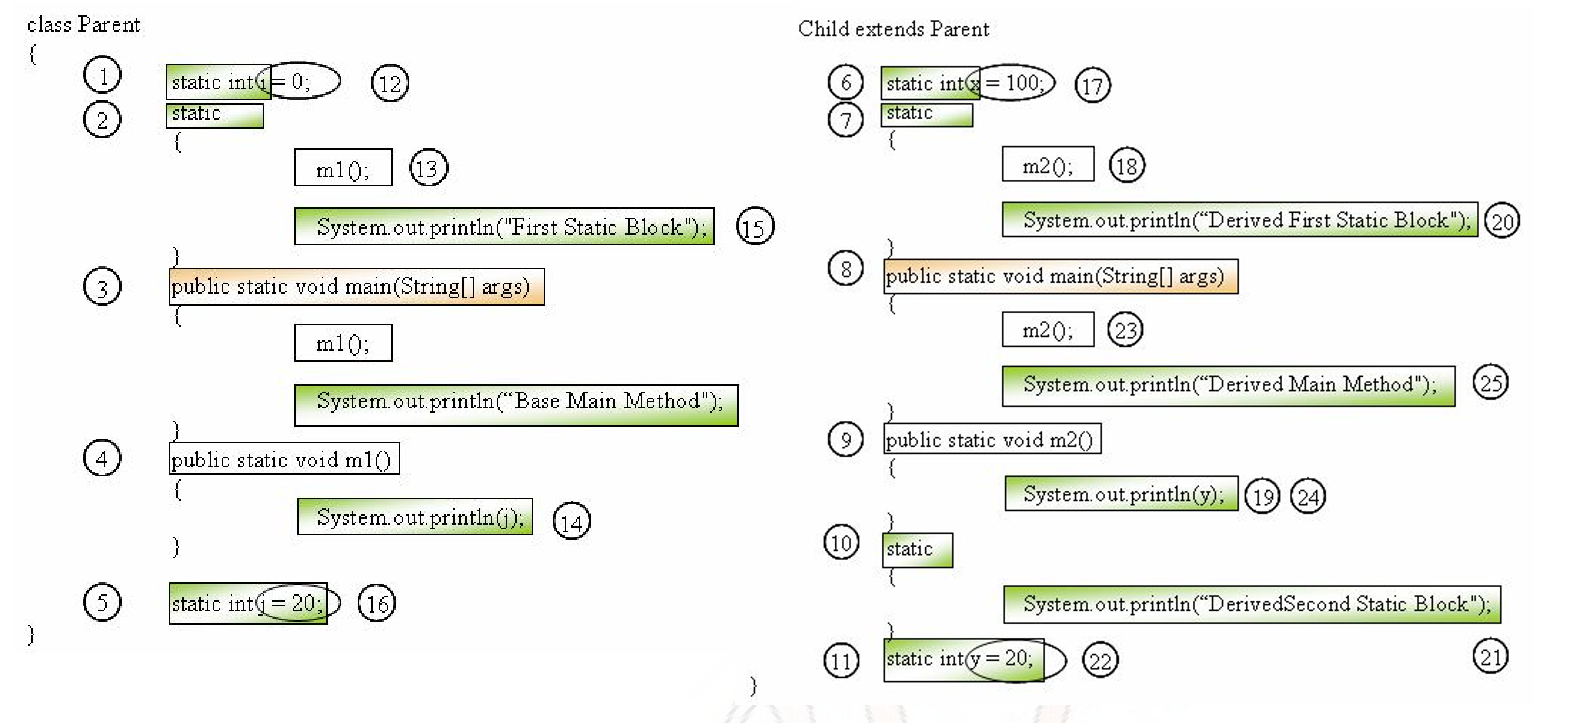 class Parent
{
1 static int i = 0; 12
2 static
{
m1(); 13
System.out.println("First Static Block"); 15
}
3 public static void main(String[] args)
{
m1();
System.out.println(“Base Main Method");
}
4 public static void m1()
{
System.out.println(j); 14
}
5 static int j = 20; 16
}
Child extends Parent
6 static int x = 100; 17
7 static
{
m2(); 18
System.out.println(“Derived First Static Block"); 20
}
8 public static void main(String[] args)
{
m2(); 23
System.out.println(“Derived Main Method"); 25
}
9 public static void m2()
{
System.out.println(y); 19 24
}
10 static
{
System.out.println(“DerivedSecond Static Block");
}
11 static int y = 20; 22 21
}